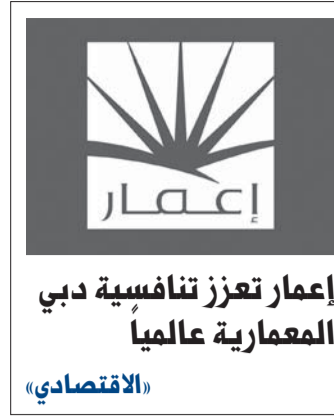 إعمار
إعمار تعزز تنافسية دبي
المعمارية عالمياً
«الاقتصادي»